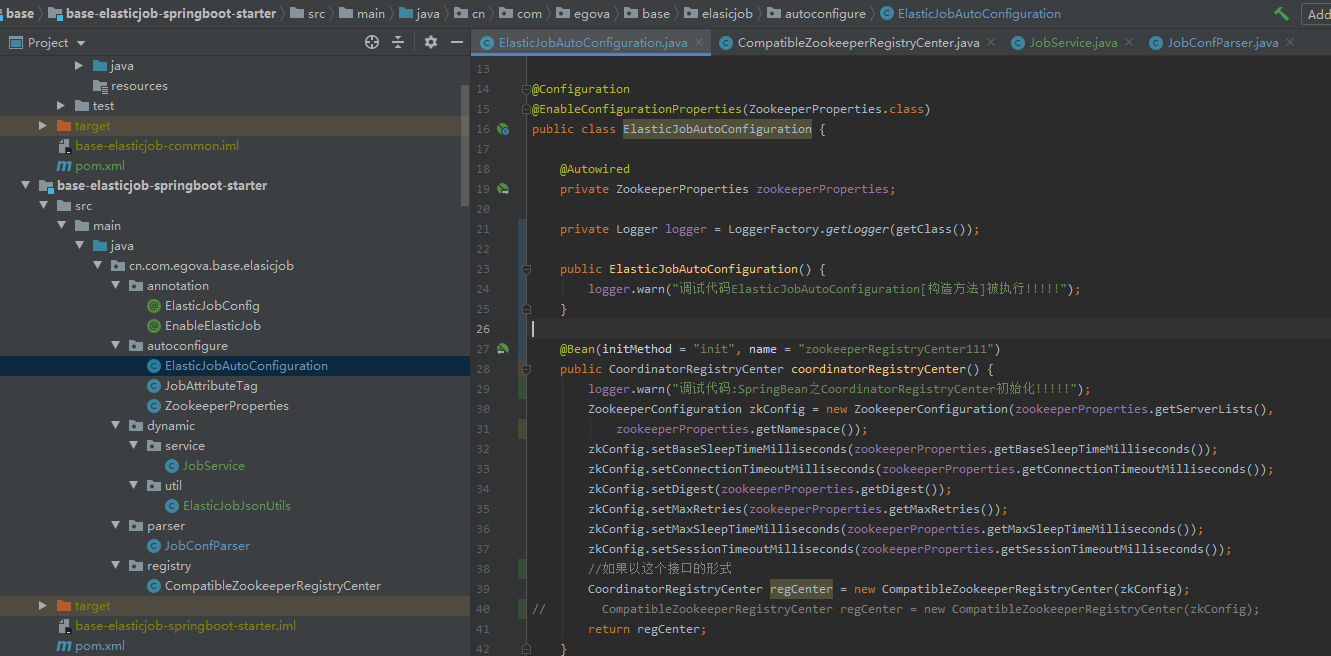 base base-elasticjob-springboot-starter src main java cn com egova base elasicjob autoconfigure ElasticJobAutoConfiguration Add
Project
java
resources
test
target
base-elasticjob-common.iml
pom.xml
base-elasticjob-springboot-starter
src
main
java
cn.com.egova.base.elasicjob
annotation
ElasticJobConfig
EnableElasticJob
autoconfigure
ElasticJobAutoConfiguration
JobAttributeTag
ZookeeperProperties
dynamic
service
JobService
util
ElasticJobJsonUtils
parser
JobConfParser
registry
CompatibleZookeeperRegistryCenter
target
base-elasticjob-springboot-starter.iml
pom.xml
ElasticJobAutoConfiguration.java CompatibleZookeeperRegistryCenter.java JobService.java JobConfParser.java
13
14 @Configuration
15 @EnableConfigurationProperties(ZookeeperProperties.class)
16 public class ElasticJobAutoConfiguration {
17
18 @Autowired
19 private ZookeeperProperties zookeeperProperties;
20
21 private Logger logger = LoggerFactory.getLogger(getClass());
22
23 public ElasticJobAutoConfiguration() {
24 logger.warn("调试代码ElasticJobAutoConfiguration[构造方法]被执行!!!!!");
25 }
26
27 @Bean(initMethod = "init", name = "zookeeperRegistryCenter111")
28 public CoordinatorRegistryCenter coordinatorRegistryCenter() {
29 logger.warn("调试代码:SpringBean之CoordinatorRegistryCenter初始化!!!!!");
30 ZookeeperConfiguration zkConfig = new ZookeeperConfiguration(zookeeperProperties.getServerLists(),
31 zookeeperProperties.getNamespace());
32 zkConfig.setBaseSleepTimeMilliseconds(zookeeperProperties.getBaseSleepTimeMilliseconds());
33 zkConfig.setConnectionTimeoutMilliseconds(zookeeperProperties.getConnectionTimeoutMilliseconds());
34 zkConfig.setDigest(zookeeperProperties.getDigest());
35 zkConfig.setMaxRetries(zookeeperProperties.getMaxRetries());
36 zkConfig.setMaxSleepTimeMilliseconds(zookeeperProperties.getMaxSleepTimeMilliseconds());
37 zkConfig.setSessionTimeoutMilliseconds(zookeeperProperties.getSessionTimeoutMilliseconds());
38 //如果以这个接口的形式
39 CoordinatorRegistryCenter regCenter = new CompatibleZookeeperRegistryCenter(zkConfig);
40 // CompatibleZookeeperRegistryCenter regCenter = new CompatibleZookeeperRegistryCenter(zkConfig);
41 return regCenter;
42 }